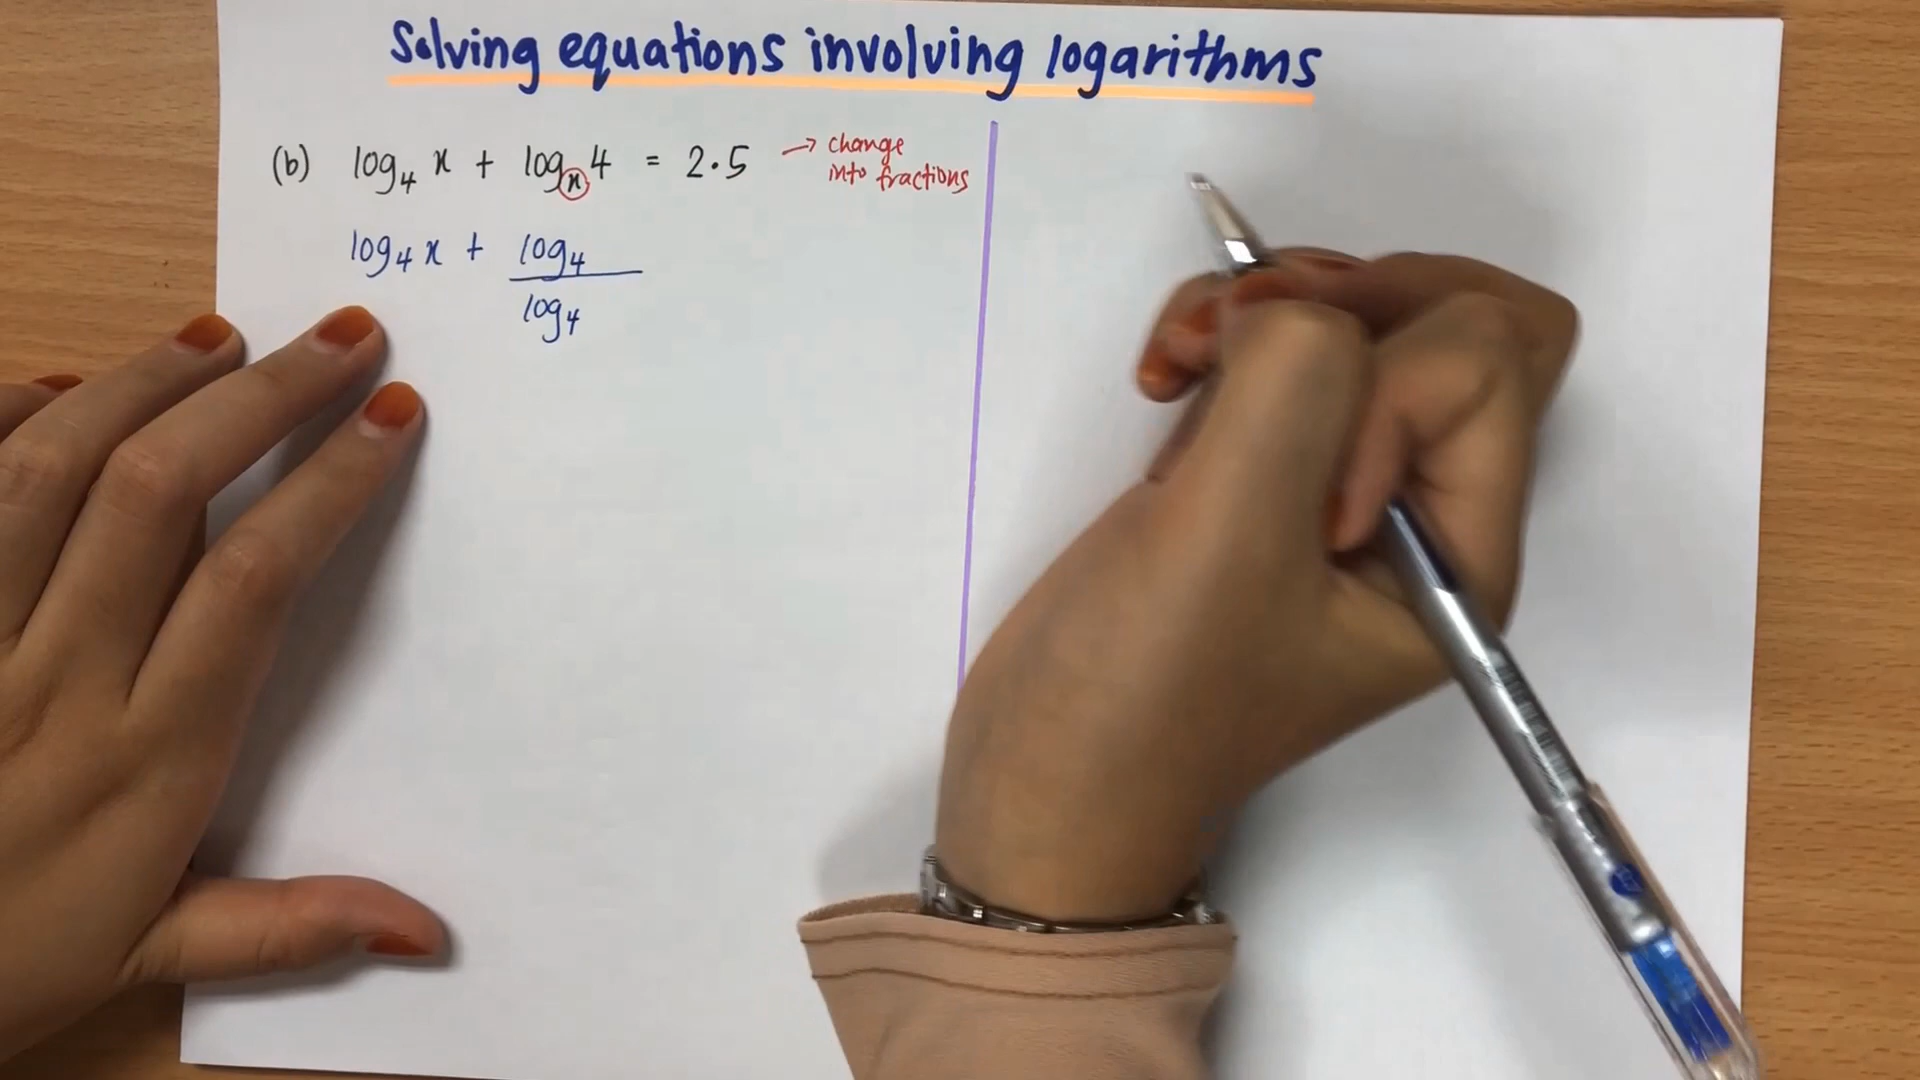 Solving equations involving logarithms
(b) log₄ x + logₓ 4 = 2.5 → change
into fractions
log₄ x + log₄
log₄